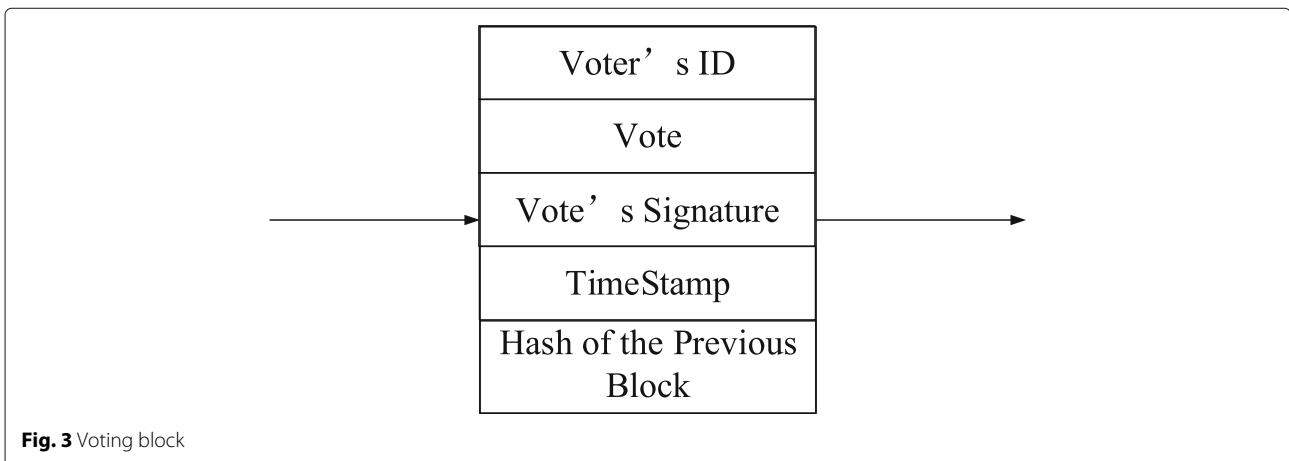 Voter’ s ID
Vote
Vote’ s Signature
TimeStamp
Hash of the Previous
Block
Fig. 3 Voting block